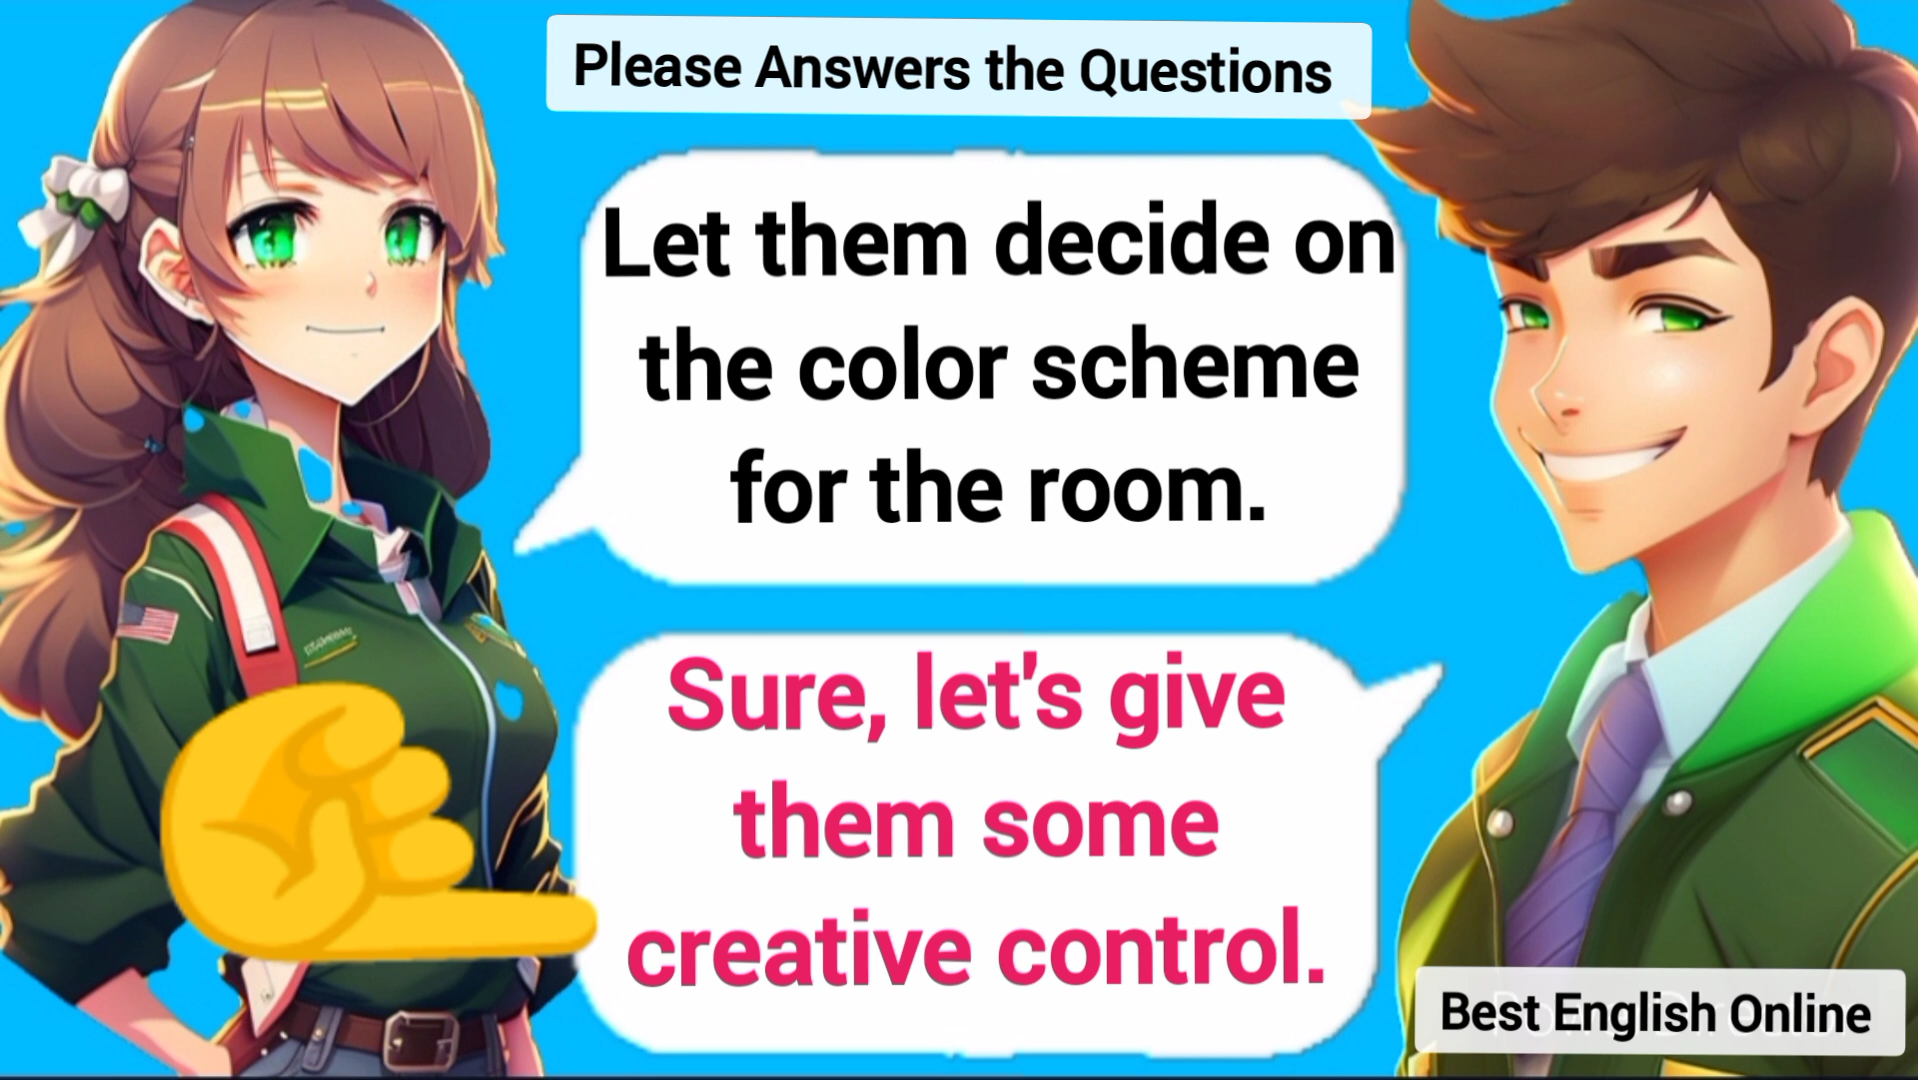 Please Answers the Questions
Let them decide on
the color scheme
for the room.
Sure, let's give
them some
creative control.
Best English Online